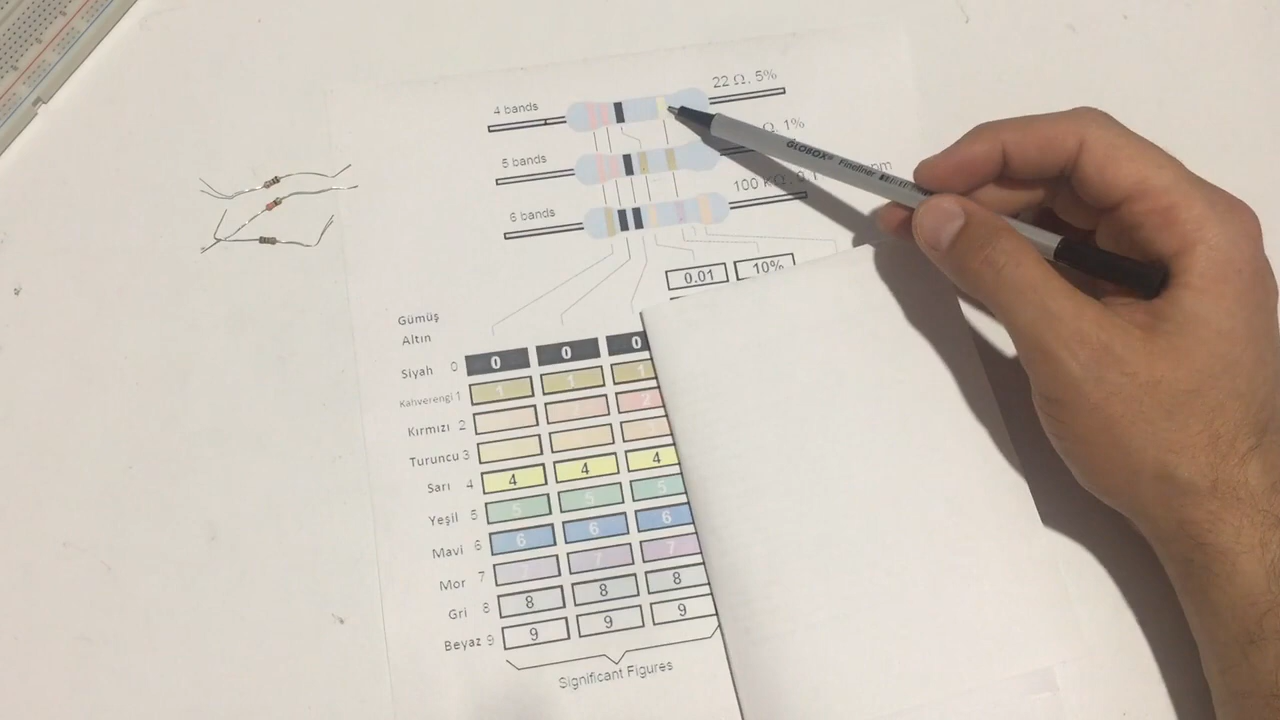 4 bands
22 Ω, 5%
5 bands
Ω, 1%
6 bands
100 kΩ,
GLOBOX® Fineliner
0.01
10%
Gümüş
Altın
Siyah 0 0 0 0
Kahverengi 1 1 1 1
Kırmızı 2 2 2
Turuncu 3
Sarı 4 4 4 4
Yeşil 5 5 5 5
Mavi 6 6 6 6
Mor 7 7 7 7
Gri 8 8 8 8
Beyaz 9 9 9 9
Significant Figures